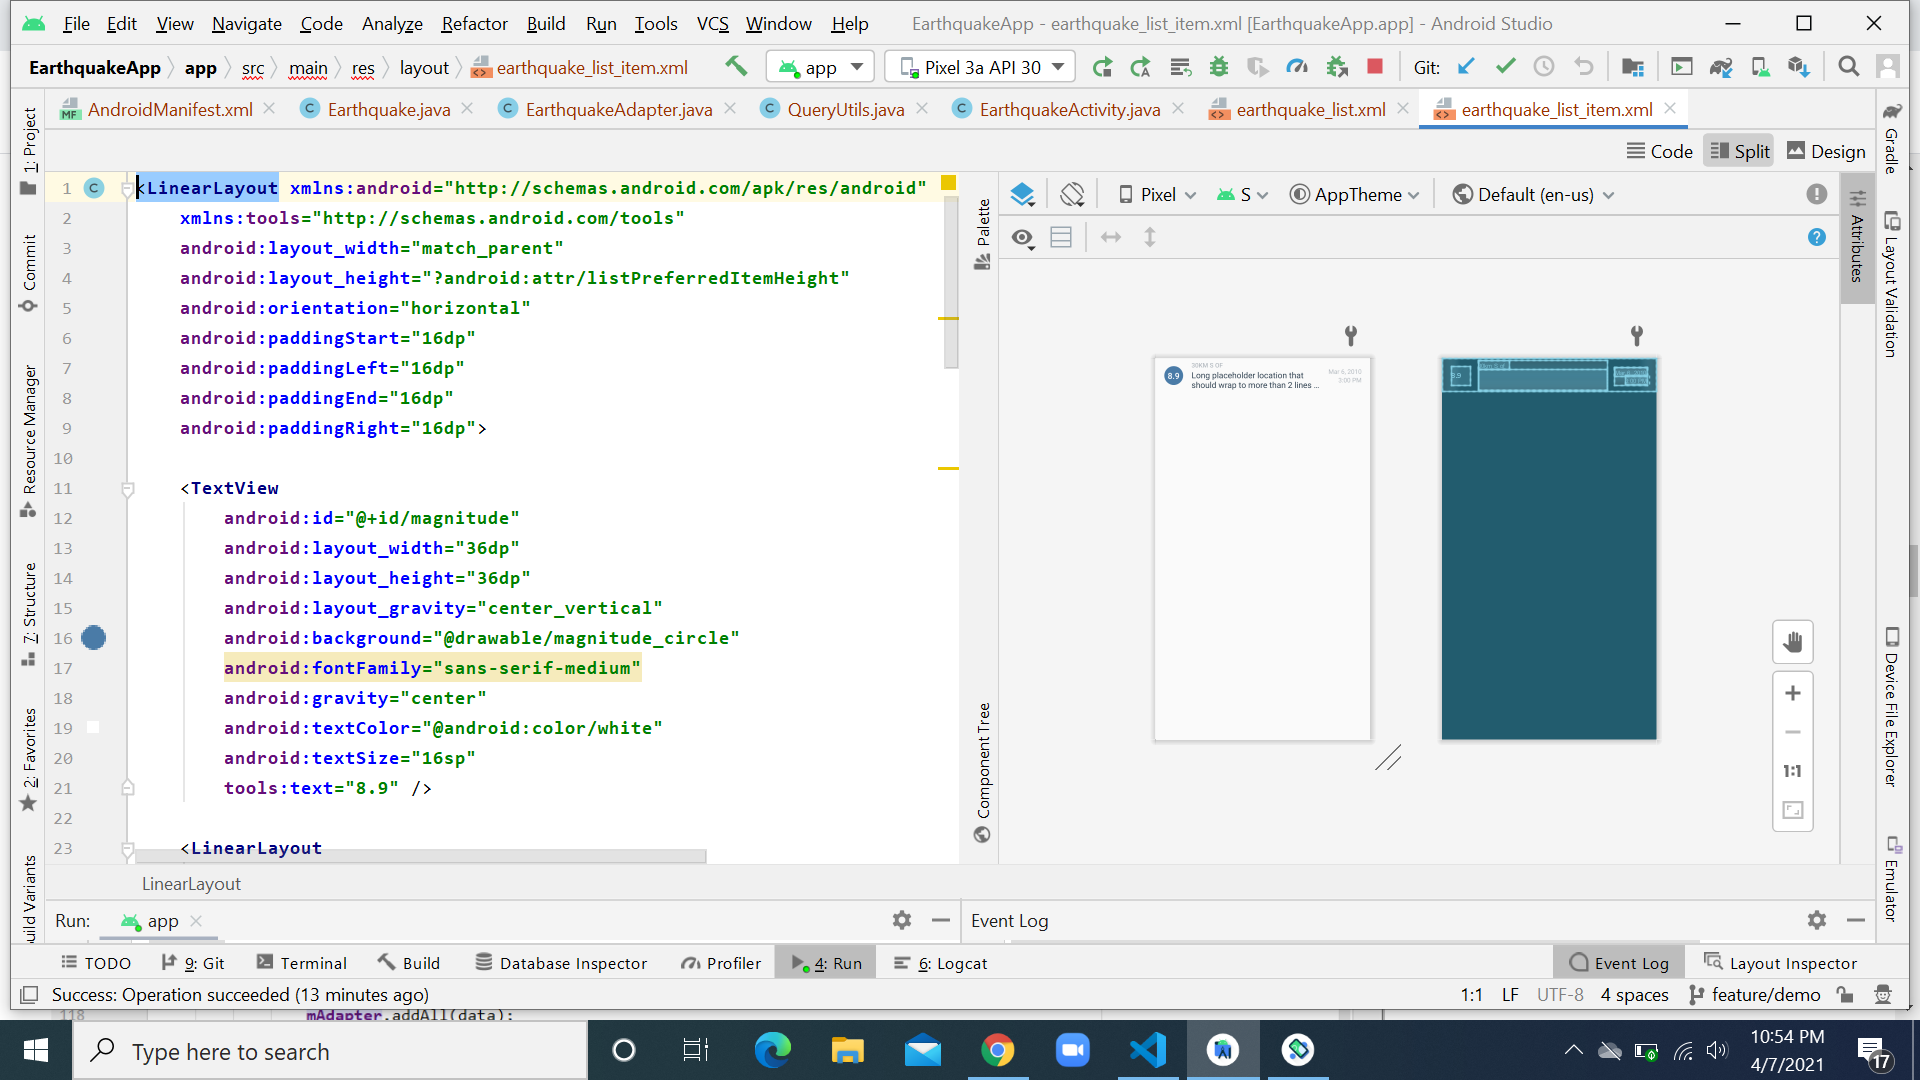 File Edit View Navigate Code Analyze Refactor Build Run Tools VCS Window Help EarthquakeApp - earthquake_list_item.xml [EarthquakeApp.app] - Android Studio
EarthquakeApp app src main res layout earthquake_list_item.xml app Pixel 3a API 30 Git:
AndroidManifest.xml Earthquake.java EarthquakeAdapter.java QueryUtils.java EarthquakeActivity.java earthquake_list.xml earthquake_list_item.xml
Code Split Design
1: Project
Commit
Resource Manager
7: Structure
2: Favorites
uild Variants
1 <LinearLayout xmlns:android="http://schemas.android.com/apk/res/android"
2 xmlns:tools="http://schemas.android.com/tools"
3 android:layout_width="match_parent"
4 android:layout_height="?android:attr/listPreferredItemHeight"
5 android:orientation="horizontal"
6 android:paddingStart="16dp"
7 android:paddingLeft="16dp"
8 android:paddingEnd="16dp"
9 android:paddingRight="16dp">
10
11 <TextView
12 android:id="@+id/magnitude"
13 android:layout_width="36dp"
14 android:layout_height="36dp"
15 android:layout_gravity="center_vertical"
16 android:background="@drawable/magnitude_circle"
17 android:fontFamily="sans-serif-medium"
18 android:gravity="center"
19 android:textColor="@android:color/white"
20 android:textSize="16sp"
21 tools:text="8.9" />
22
23 <LinearLayout
LinearLayout
Palette
Component Tree
Pixel S AppTheme Default (en-us)
30KM S OF
8.9 Long placeholder location that
should wrap to more than 2 lines ...
Mar 6, 2010
3:00 PM
1:1
Attributes
Gradle
Layout Validation
Device File Explorer
Emulator
Run: app
Event Log
TODO 9: Git Terminal Build Database Inspector Profiler 4: Run 6: Logcat Event Log Layout Inspector
Success: Operation succeeded (13 minutes ago) 1:1 LF UTF-8 4 spaces feature/demo
118 mAdapter.addAll(data);
Type here to search
10:54 PM
4/7/2021
17